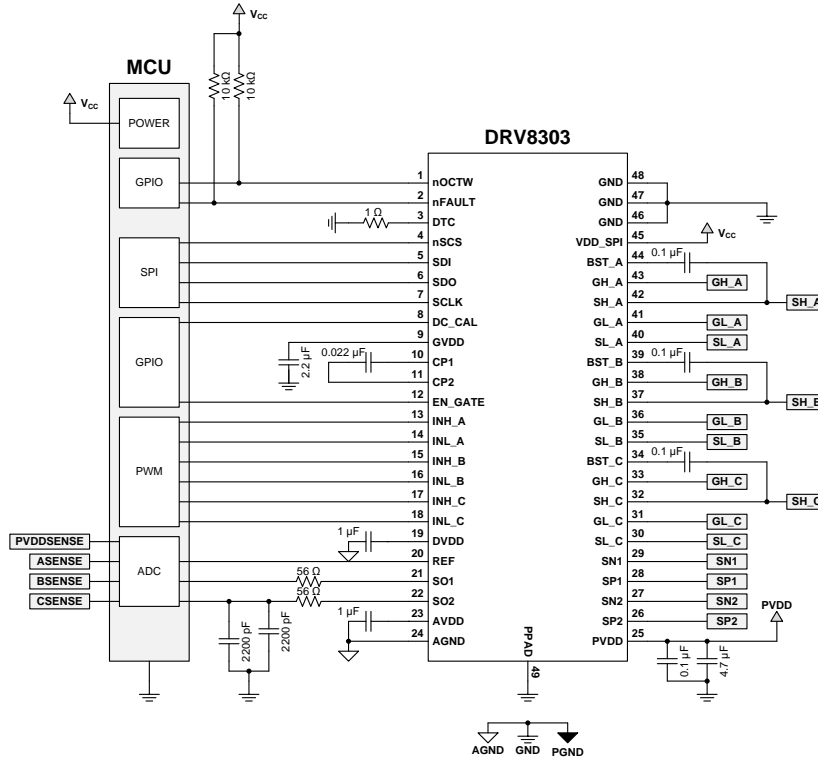 VCC
MCU
10 kΩ
10 kΩ
VCC
POWER
DRV8303
GPIO
1 nOCTW
GND 48
2 nFAULT
GND 47
1 Ω
3 DTC
GND 46
4 nSCS
VDD_SPI 45
VCC
SPI
5 SDI
BST_A 44
0.1 µF
6 SDO
GH_A 43 GH_A
7 SCLK
SH_A 42
SH_A
8 DC_CAL
GL_A 41 GL_A
GPIO
2.2 µF
9 GVDD
SL_A 40 SL_A
0.022 µF
10 CP1
BST_B 39
0.1 µF
11 CP2
GH_B 38 GH_B
12 EN_GATE
SH_B 37
SH_B
13 INH_A
GL_B 36 GL_B
14 INL_A
SL_B 35 SL_B
PWM
15 INH_B
BST_C 34
0.1 µF
16 INL_B
GH_C 33 GH_C
17 INH_C
SH_C 32
SH_C
18 INL_C
GL_C 31 GL_C
PVDDSENSE
1 µF
19 DVDD
SL_C 30 SL_C
ASENSE
ADC
20 REF
SN1 29 SN1
BSENSE
56 Ω
21 SO1
SP1 28 SP1
CSENSE
56 Ω
22 SO2
SN2 27 SN2
2200 pF
2200 pF
1 µF
23 AVDD
SP2 26 SP2
PVDD
24 AGND
PVDD 25
0.1 µF
4.7 µF
PPAD
49
AGND
GND
PGND